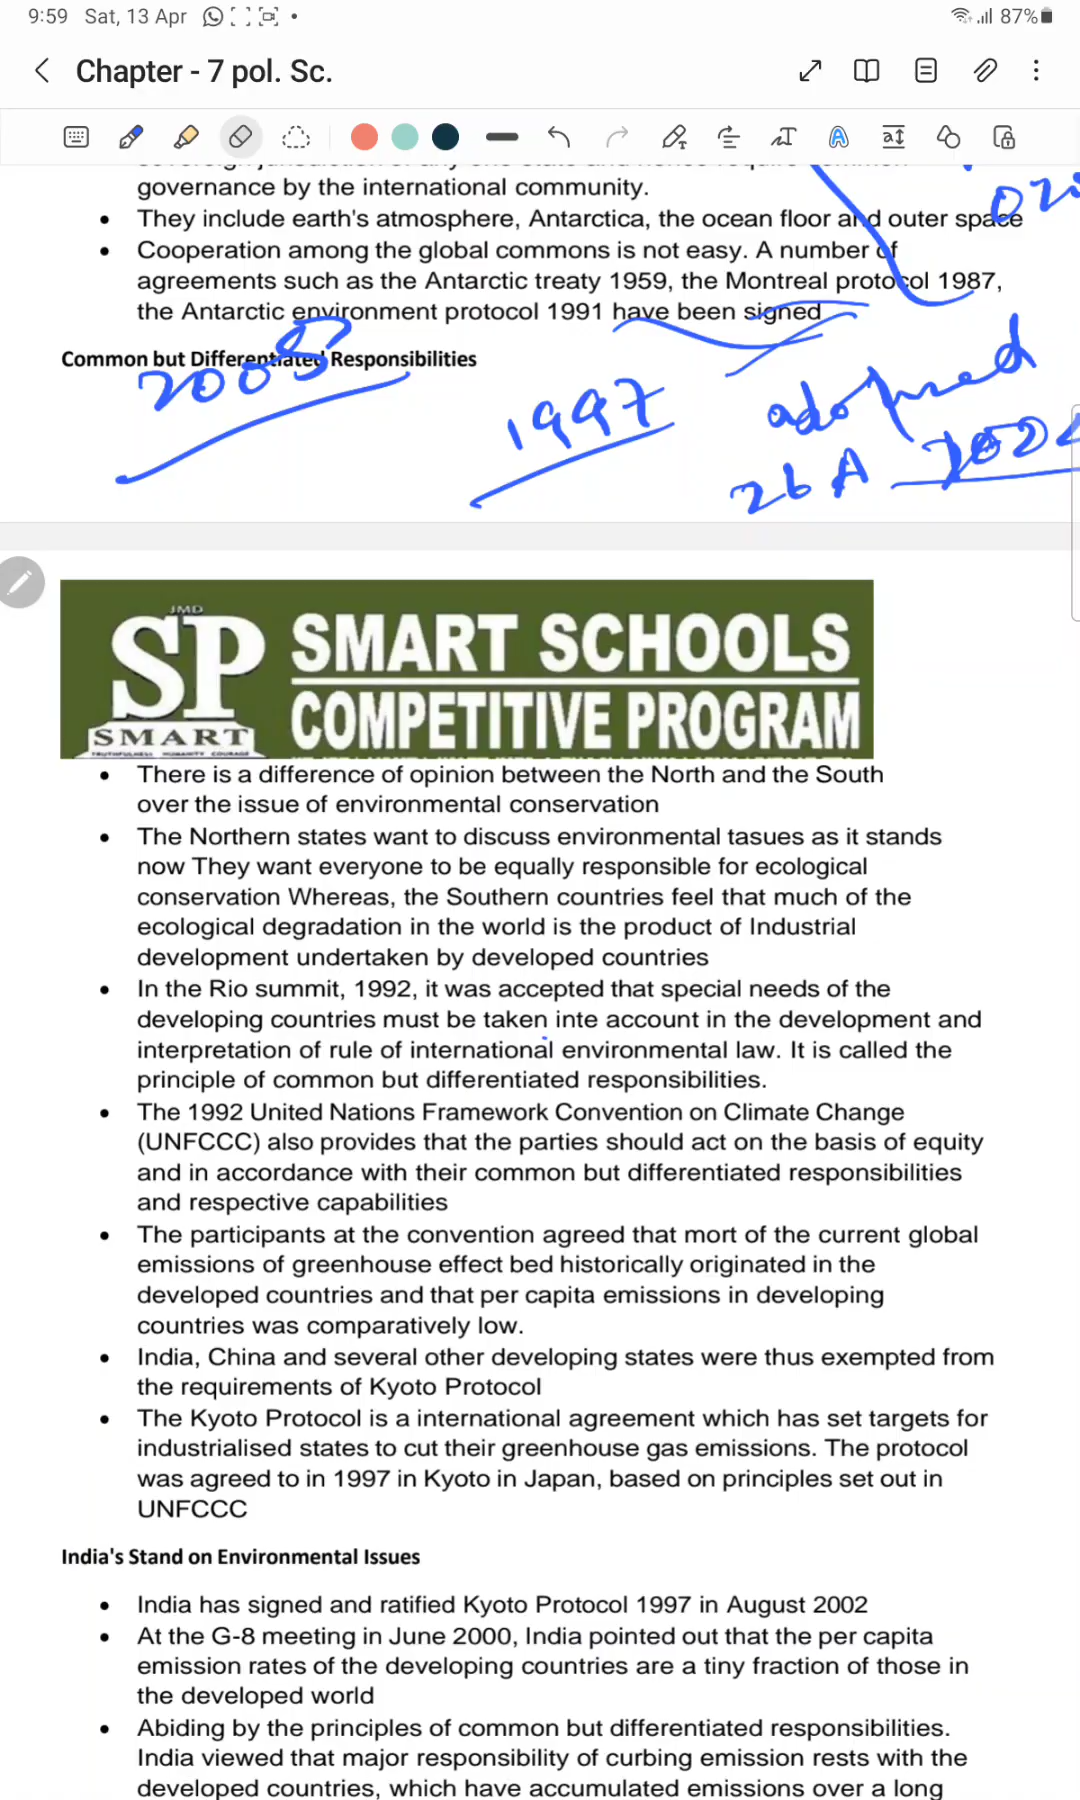 9:59 Sat, 13 Apr 87%
Chapter - 7 pol. Sc.
governance by the international community.
• They include earth's atmosphere, Antarctica, the ocean floor and outer space
• Cooperation among the global commons is not easy. A number of
agreements such as the Antarctic treaty 1959, the Montreal protocol 1987,
the Antarctic environment protocol 1991 have been signed
Common but Differentiated Responsibilities
2005
1997
adopted
26 A
JMD
SP SMART SCHOOLS
SMART COMPETITIVE PROGRAM
TRUTHFULNESS HUMANITY COURAGE
• There is a difference of opinion between the North and the South
over the issue of environmental conservation
• The Northern states want to discuss environmental tasues as it stands
now They want everyone to be equally responsible for ecological
conservation Whereas, the Southern countries feel that much of the
ecological degradation in the world is the product of Industrial
development undertaken by developed countries
• In the Rio summit, 1992, it was accepted that special needs of the
developing countries must be taken inte account in the development and
interpretation of rule of international environmental law. It is called the
principle of common but differentiated responsibilities.
• The 1992 United Nations Framework Convention on Climate Change
(UNFCCC) also provides that the parties should act on the basis of equity
and in accordance with their common but differentiated responsibilities
and respective capabilities
• The participants at the convention agreed that mort of the current global
emissions of greenhouse effect bed historically originated in the
developed countries and that per capita emissions in developing
countries was comparatively low.
• India, China and several other developing states were thus exempted from
the requirements of Kyoto Protocol
• The Kyoto Protocol is a international agreement which has set targets for
industrialised states to cut their greenhouse gas emissions. The protocol
was agreed to in 1997 in Kyoto in Japan, based on principles set out in
UNFCCC
India's Stand on Environmental Issues
• India has signed and ratified Kyoto Protocol 1997 in August 2002
• At the G-8 meeting in June 2000, India pointed out that the per capita
emission rates of the developing countries are a tiny fraction of those in
the developed world
• Abiding by the principles of common but differentiated responsibilities.
India viewed that major responsibility of curbing emission rests with the
developed countries, which have accumulated emissions over a long